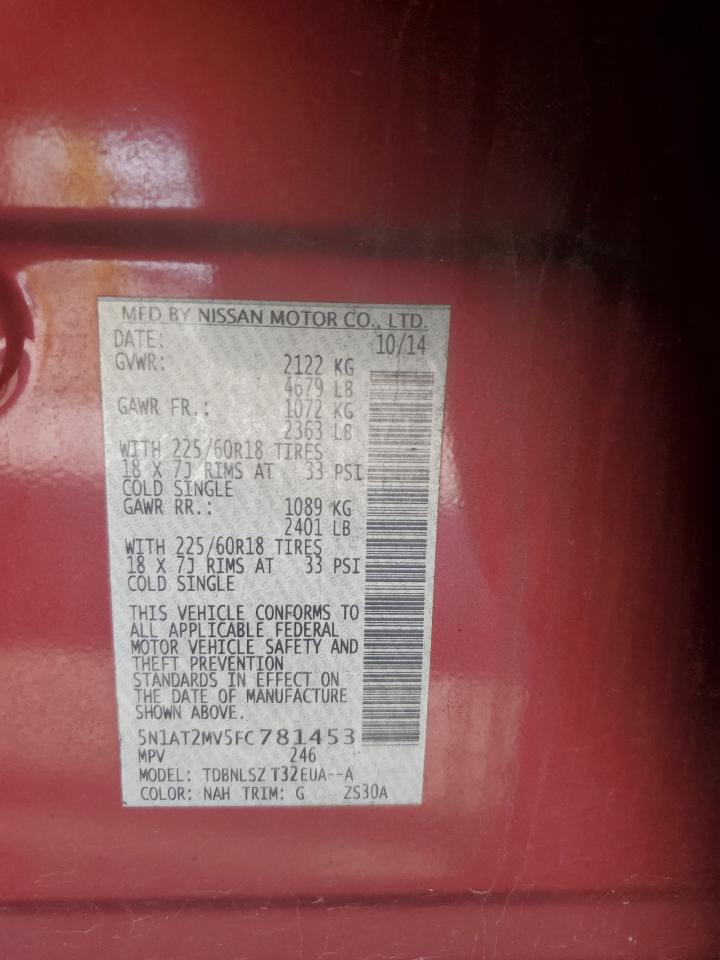 MFD BY NISSAN MOTOR CO., LTD.
DATE: 10/14
GVWR: 2122 KG
4679 LB
GAWR FR.: 1072 KG
2363 LB
WITH 225/60R18 TIRES
18 X 7J RIMS AT 33 PSI
COLD SINGLE
GAWR RR.: 1089 KG
2401 LB
WITH 225/60R18 TIRES
18 X 7J RIMS AT 33 PSI
COLD SINGLE
THIS VEHICLE CONFORMS TO
ALL APPLICABLE FEDERAL
MOTOR VEHICLE SAFETY AND
THEFT PREVENTION
STANDARDS IN EFFECT ON
THE DATE OF MANUFACTURE
SHOWN ABOVE.
5N1AT2MV5FC781453
MPV 246
MODEL: TDBNLSZ T32EUA--A
COLOR: NAH TRIM: G ZS30A